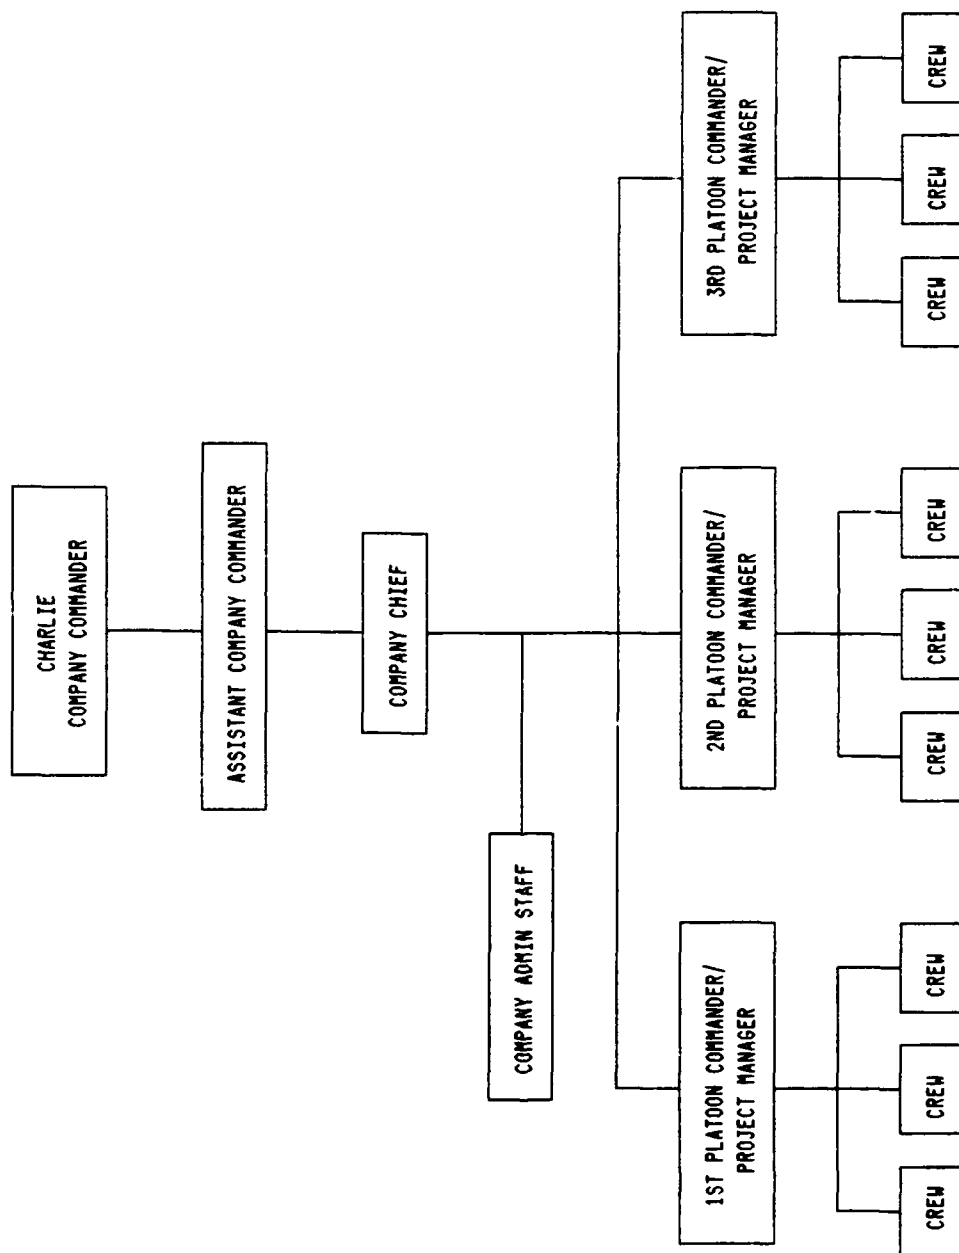 CHARLIE
COMPANY COMMANDER
ASSISTANT COMPANY COMMANDER
COMPANY CHIEF
COMPANY ADMIN STAFF
1ST PLATOON COMMANDER/
PROJECT MANAGER
2ND PLATOON COMMANDER/
PROJECT MANAGER
3RD PLATOON COMMANDER/
PROJECT MANAGER
CREW
CREW
CREW
CREW
CREW
CREW
CREW
CREW
CREW